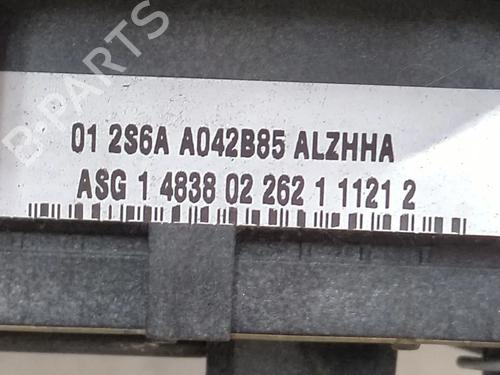 01 2S6A A042B85 ALZHHA
ASG 1 4838 02 262 1 1121 2
B-PARTS